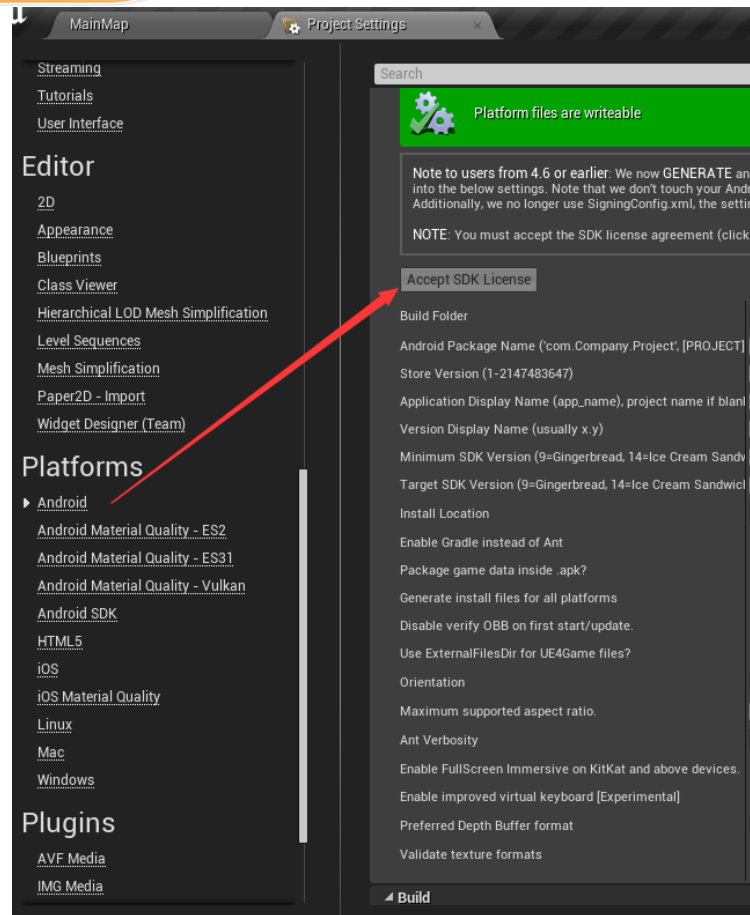 MainMap
Project Settings
Streaming
Tutorials
User Interface
Editor
2D
Appearance
Blueprints
Class Viewer
Hierarchical LOD Mesh Simplification
Level Sequences
Mesh Simplification
Paper2D - Import
Widget Designer (Team)
Platforms
Android
Android Material Quality - ES2
Android Material Quality - ES31
Android Material Quality - Vulkan
Android SDK
HTML5
iOS
iOS Material Quality
Linux
Mac
Windows
Plugins
AVF Media
IMG Media
Search
Platform files are writeable
Note to users from 4.6 or earlier: We now GENERATE an
into the below settings. Note that we don't touch your Andr
Additionally, we no longer use SigningConfig.xml, the settin
NOTE: You must accept the SDK license agreement (click
Accept SDK License
Build Folder
Android Package Name ('com.Company.Project', [PROJECT]
Store Version (1-2147483647)
Application Display Name (app_name), project name if blank
Version Display Name (usually x.y)
Minimum SDK Version (9=Gingerbread, 14=Ice Cream Sandw
Target SDK Version (9=Gingerbread, 14=Ice Cream Sandwich
Install Location
Enable Gradle instead of Ant
Package game data inside .apk?
Generate install files for all platforms
Disable verify OBB on first start/update.
Use ExternalFilesDir for UE4Game files?
Orientation
Maximum supported aspect ratio.
Ant Verbosity
Enable FullScreen Immersive on KitKat and above devices.
Enable improved virtual keyboard [Experimental]
Preferred Depth Buffer format
Validate texture formats
Build